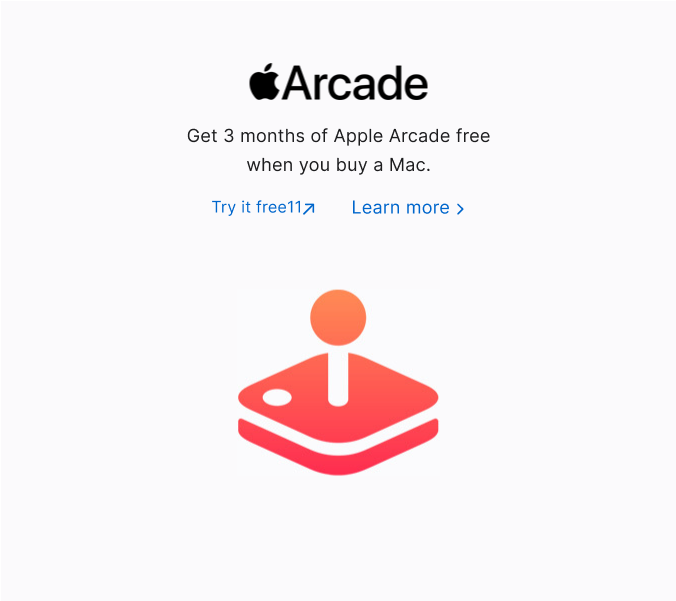 Arcade
Get 3 months of Apple Arcade free
when you buy a Mac.
Try it free11
Learn more